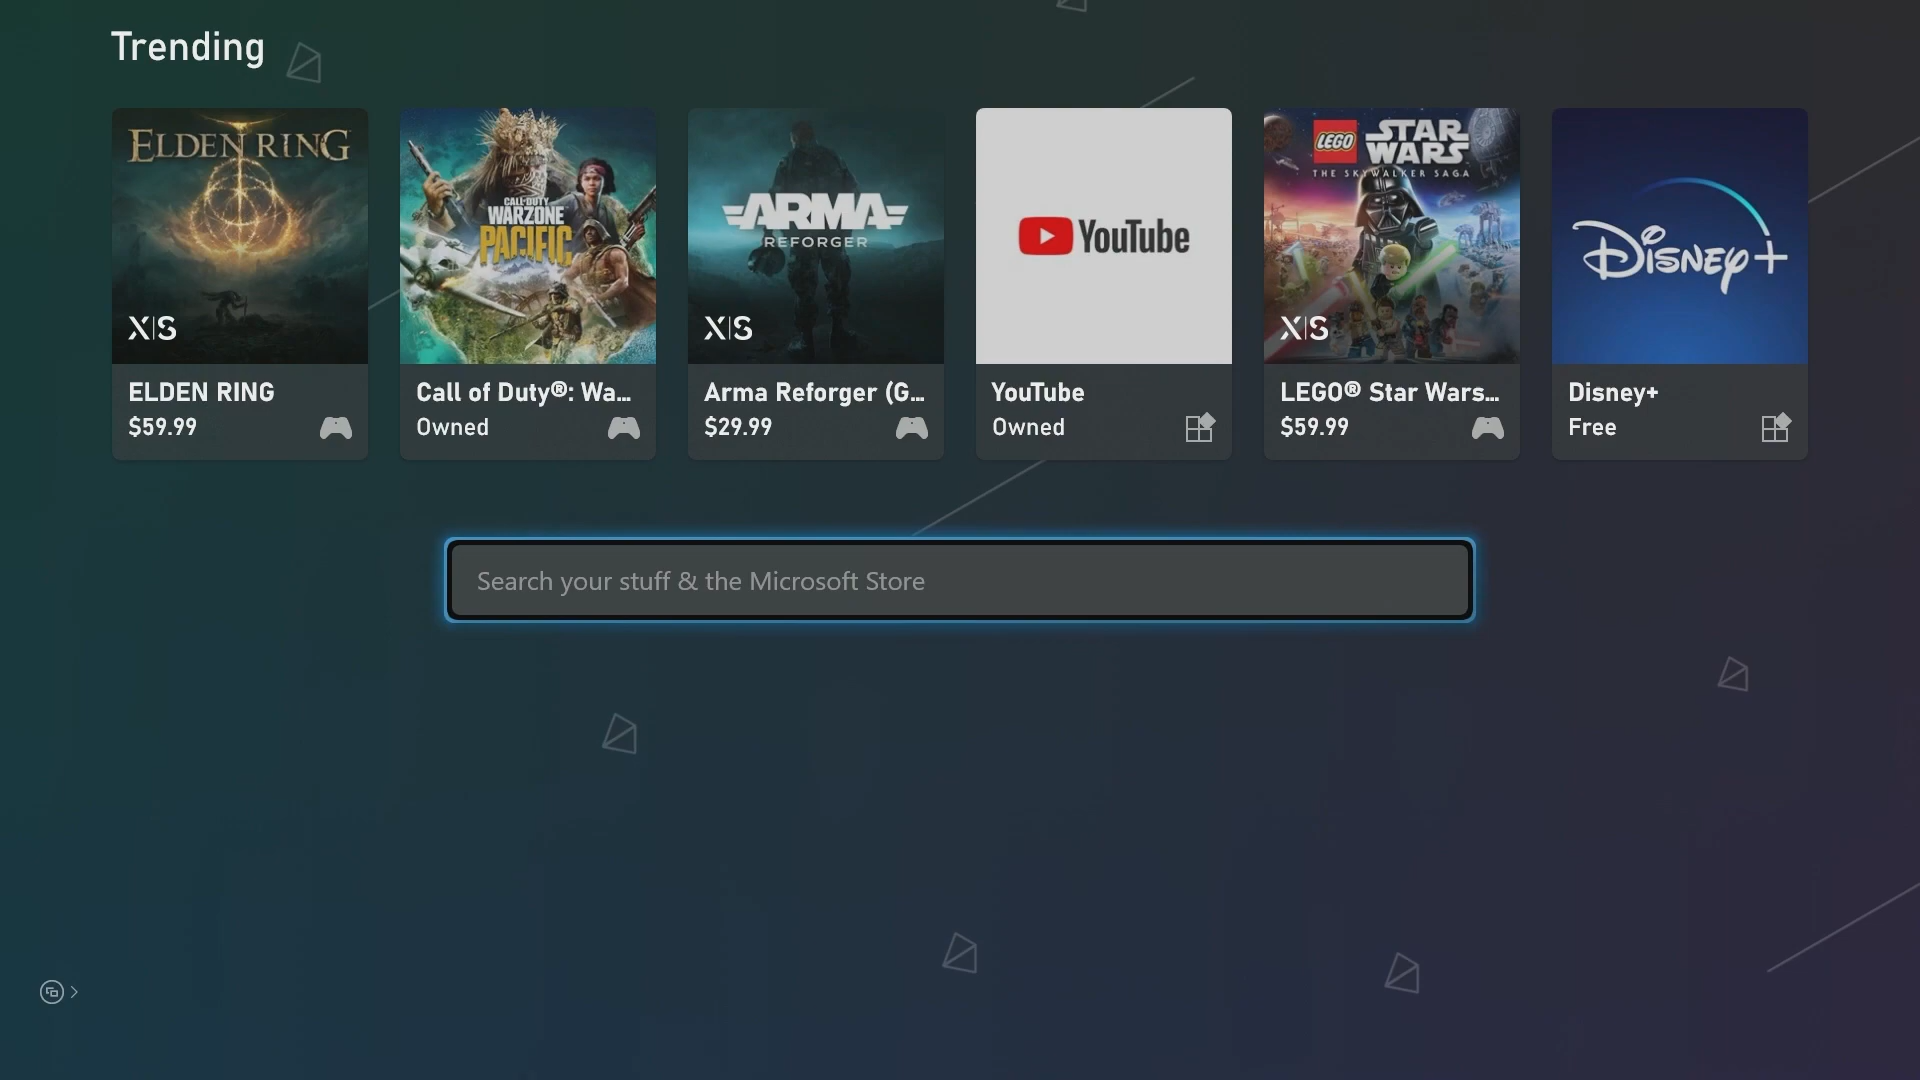 Trending
ELDEN RING
X|S
ELDEN RING
$59.99
CALL OF DUTY
WARZONE
PACIFIC
Call of Duty®: Wa...
Owned
ARMA
REFORGER
X|S
Arma Reforger (G...
$29.99
YouTube
YouTube
Owned
LEGO
STAR
WARS
THE SKYWALKER SAGA
X|S
LEGO® Star Wars...
$59.99
Disney+
Disney+
Free
Search your stuff & the Microsoft Store